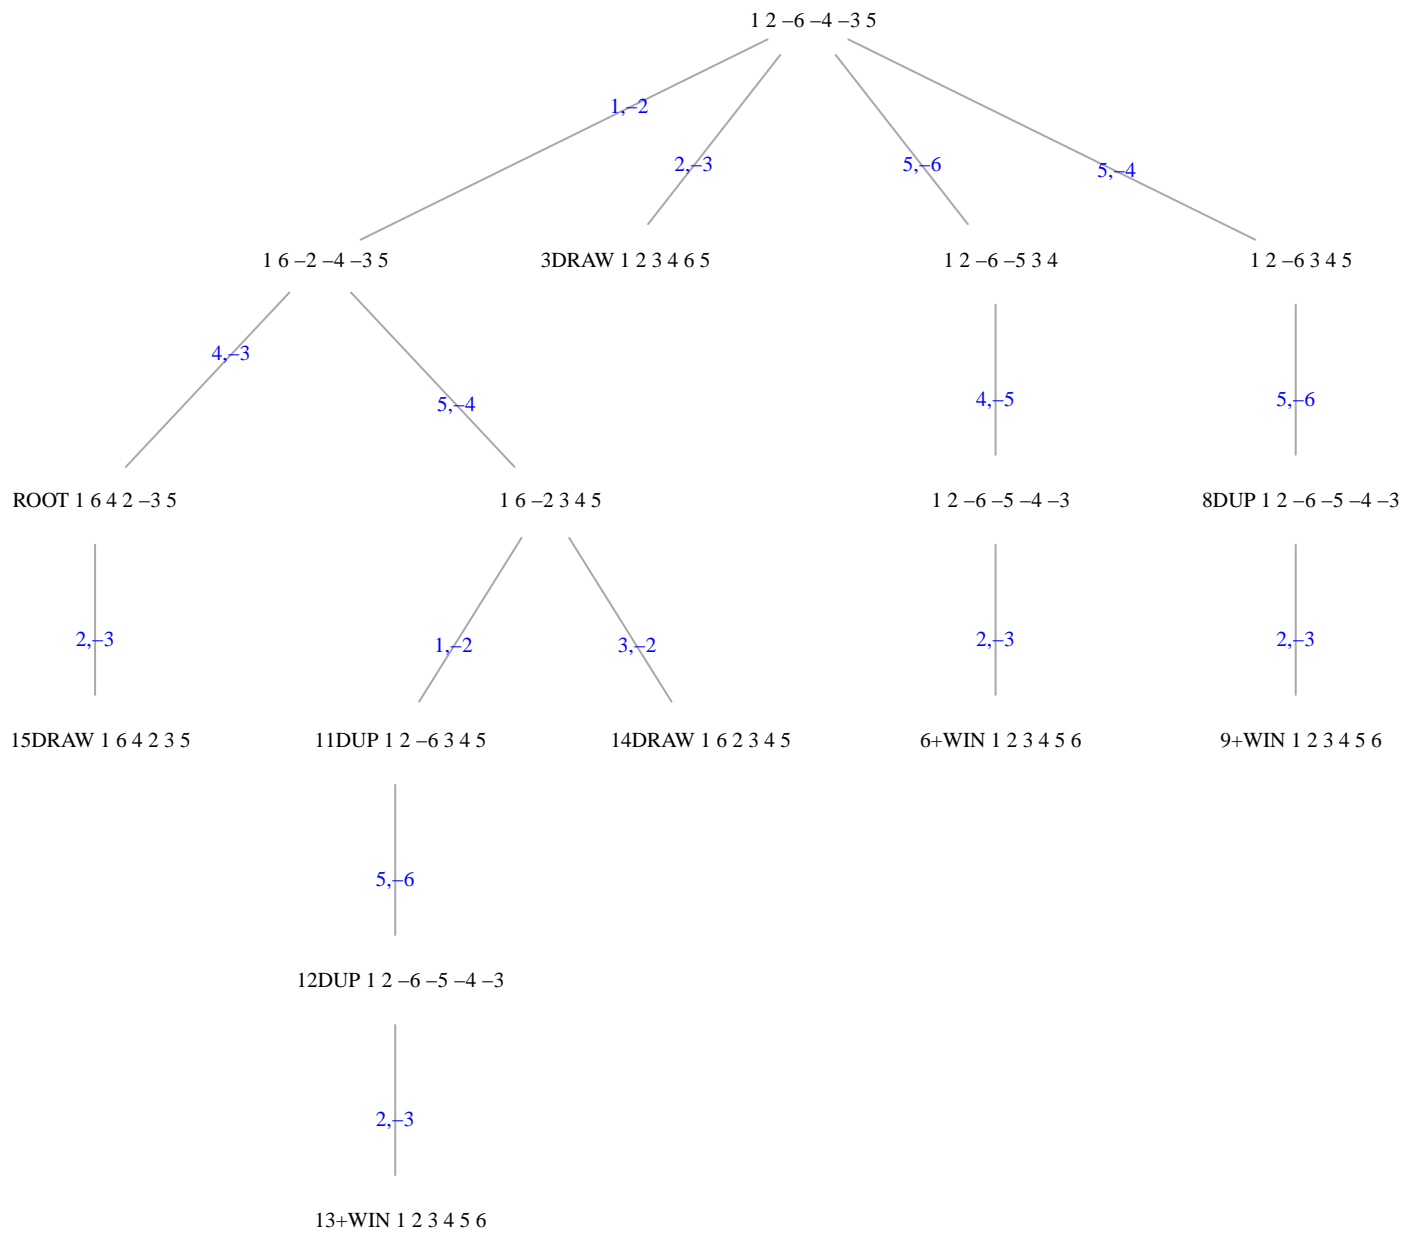 1 2 –6 –4 –3 5
1,–2
2,–3
5,–6
5,–4
1 6 –2 –4 –3 5
3DRAW 1 2 3 4 6 5
1 2 –6 –5 3 4
1 2 –6 3 4 5
4,–3
5,–4
4,–5
5,–6
ROOT 1 6 4 2 –3 5
1 6 –2 3 4 5
1 2 –6 –5 –4 –3
8DUP 1 2 –6 –5 –4 –3
2,–3
1,–2
3,–2
2,–3
2,–3
15DRAW 1 6 4 2 3 5
11DUP 1 2 –6 3 4 5
14DRAW 1 6 2 3 4 5
6+WIN 1 2 3 4 5 6
9+WIN 1 2 3 4 5 6
5,–6
12DUP 1 2 –6 –5 –4 –3
2,–3
13+WIN 1 2 3 4 5 6